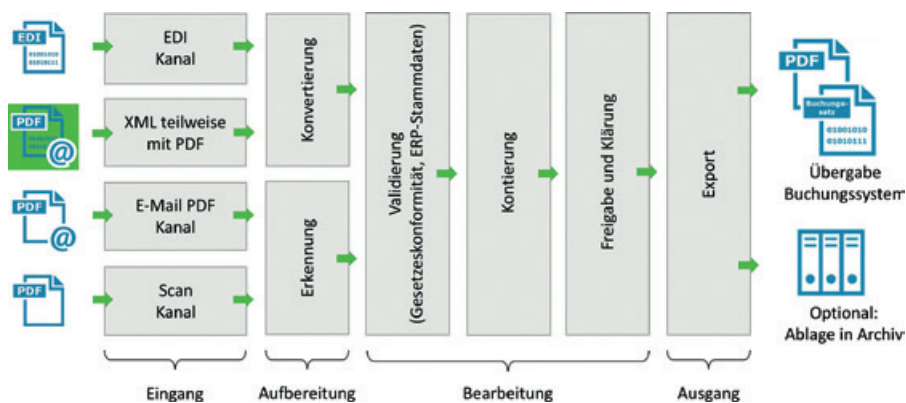 EDI
01001010
01010111
EDI
Kanal
PDF
@
XML teilweise
mit PDF
PDF
@
E-Mail PDF
Kanal
PDF
Scan
Kanal
Konvertierung
Erkennung
Validierung
(Gesetzeskonformität, ERP-Stammdaten)
Kontierung
Freigabe und Klärung
Export
PDF
Buchungs-
satz
01001010
01010111
Übergabe
Buchungssystem
Optional:
Ablage in Archiv
Eingang
Aufbereitung
Bearbeitung
Ausgang